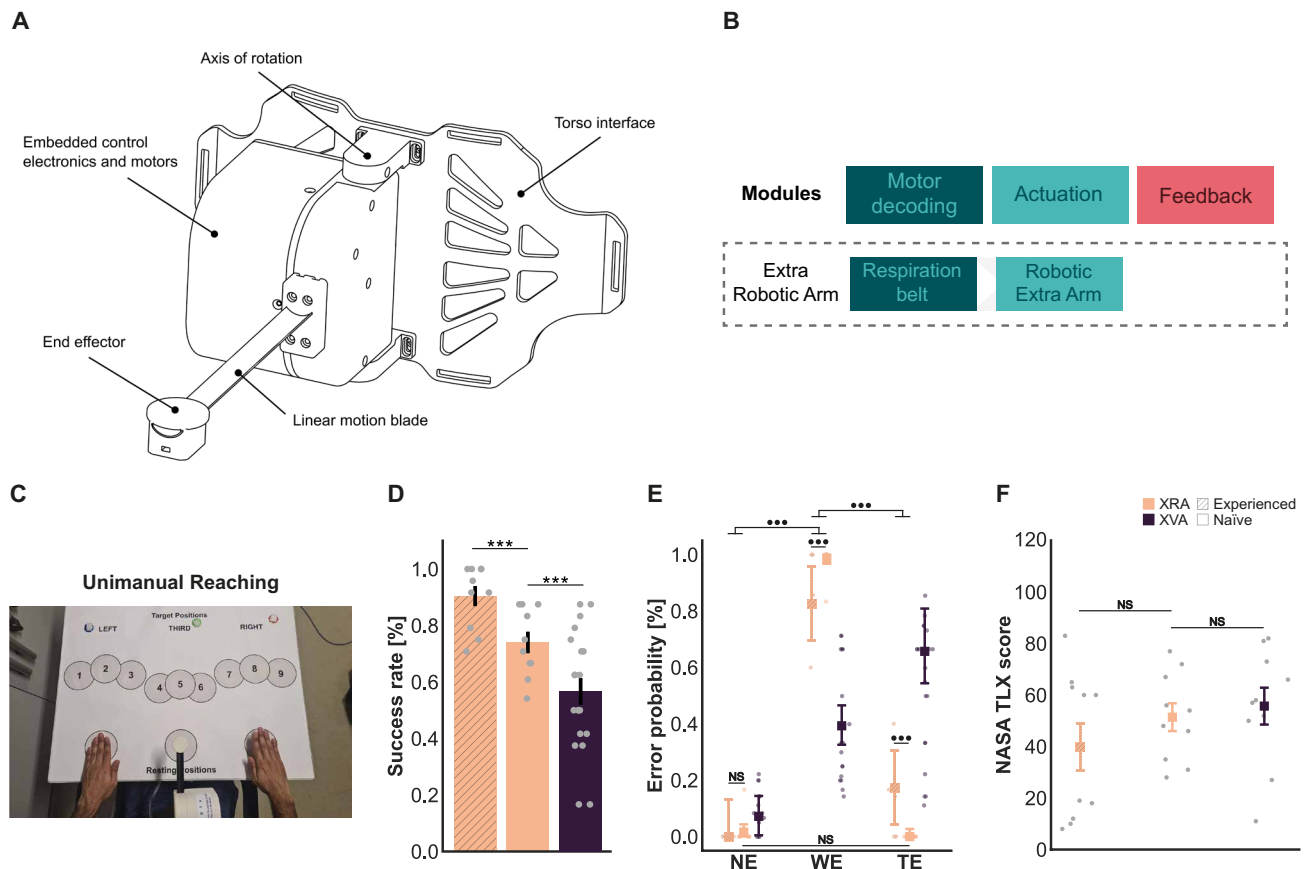 A
Axis of rotation
Embedded control
electronics and motors
Torso interface
End effector
Linear motion blade
B
Modules
Motor
decoding
Actuation
Feedback
Extra
Robotic Arm
Respiration
belt
Robotic
Extra Arm
C
Unimanual Reaching
Target Positions
LEFT
THIRD
RIGHT
1
2
3
4
5
6
7
8
9
Resting Positions
D
Success rate [%]
1.0
0.8
0.6
0.4
0.2
0.0
***
***
E
Error probability [%]
1.0
0.8
0.6
0.4
0.2
0.0
•••
•••
•••
•••
NS
NS
NE
WE
TE
F
XRA
Experienced
XVA
Naïve
NASA TLX score
120
100
80
60
40
20
0
NS
NS